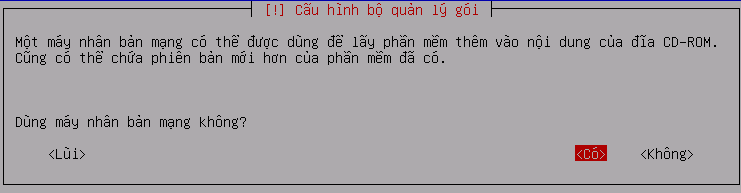 [!] Cấu hình bộ quản lý gói
Một máy nhân bản mạng có thể được dùng để lấy phần mềm thêm vào nội dung của đĩa CD-ROM.
Cũng có thể chứa phiên bản mới hơn của phần mềm đã có.
Dùng máy nhân bản mạng không?
<Lùi> <Có> <Không>